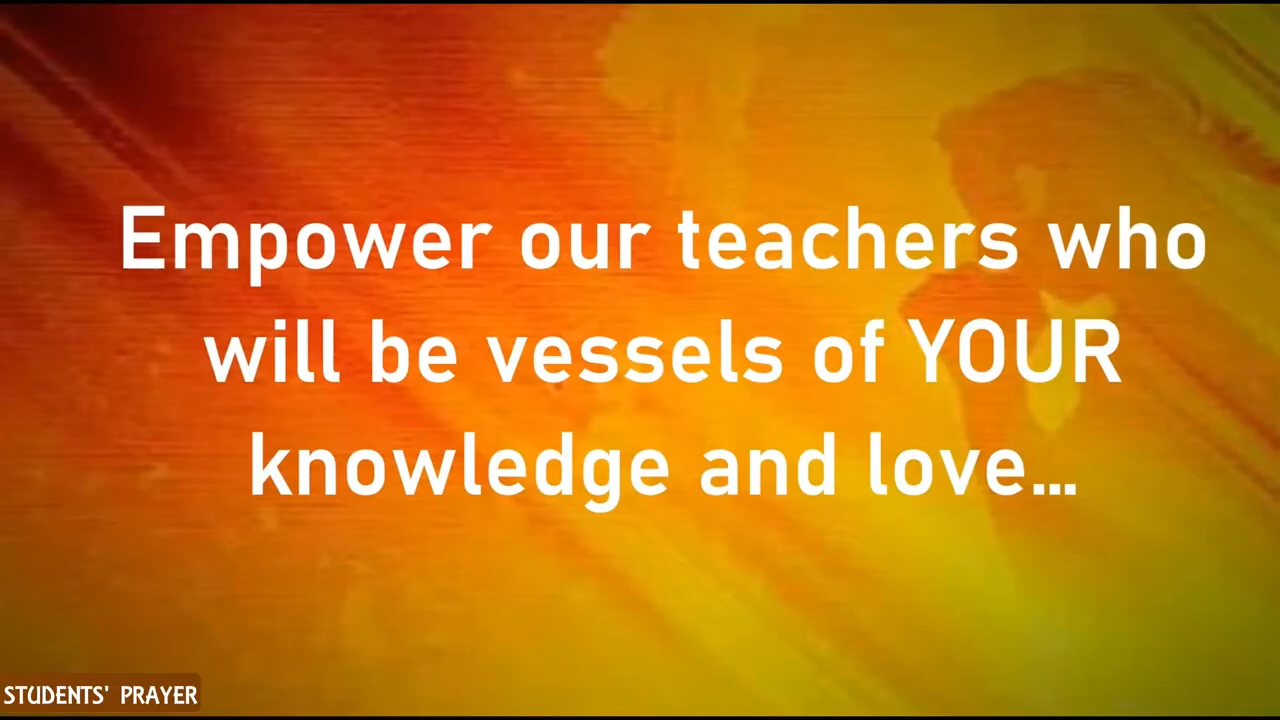 Empower our teachers who
will be vessels of YOUR
knowledge and love...
STUDENTS' PRAYER